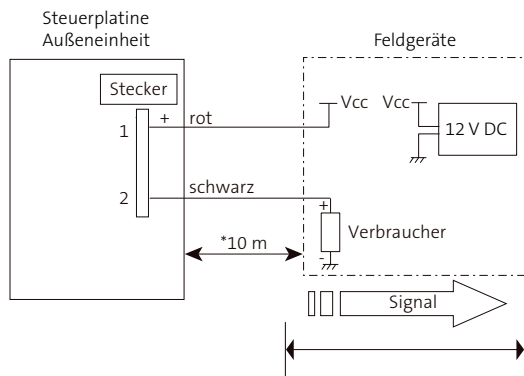 Steuerplatine
Außeneinheit
Feldgeräte
Stecker
Vcc
Vcc
1
+
rot
12 V DC
2
schwarz
+
Verbraucher
*10 m
-
Signal